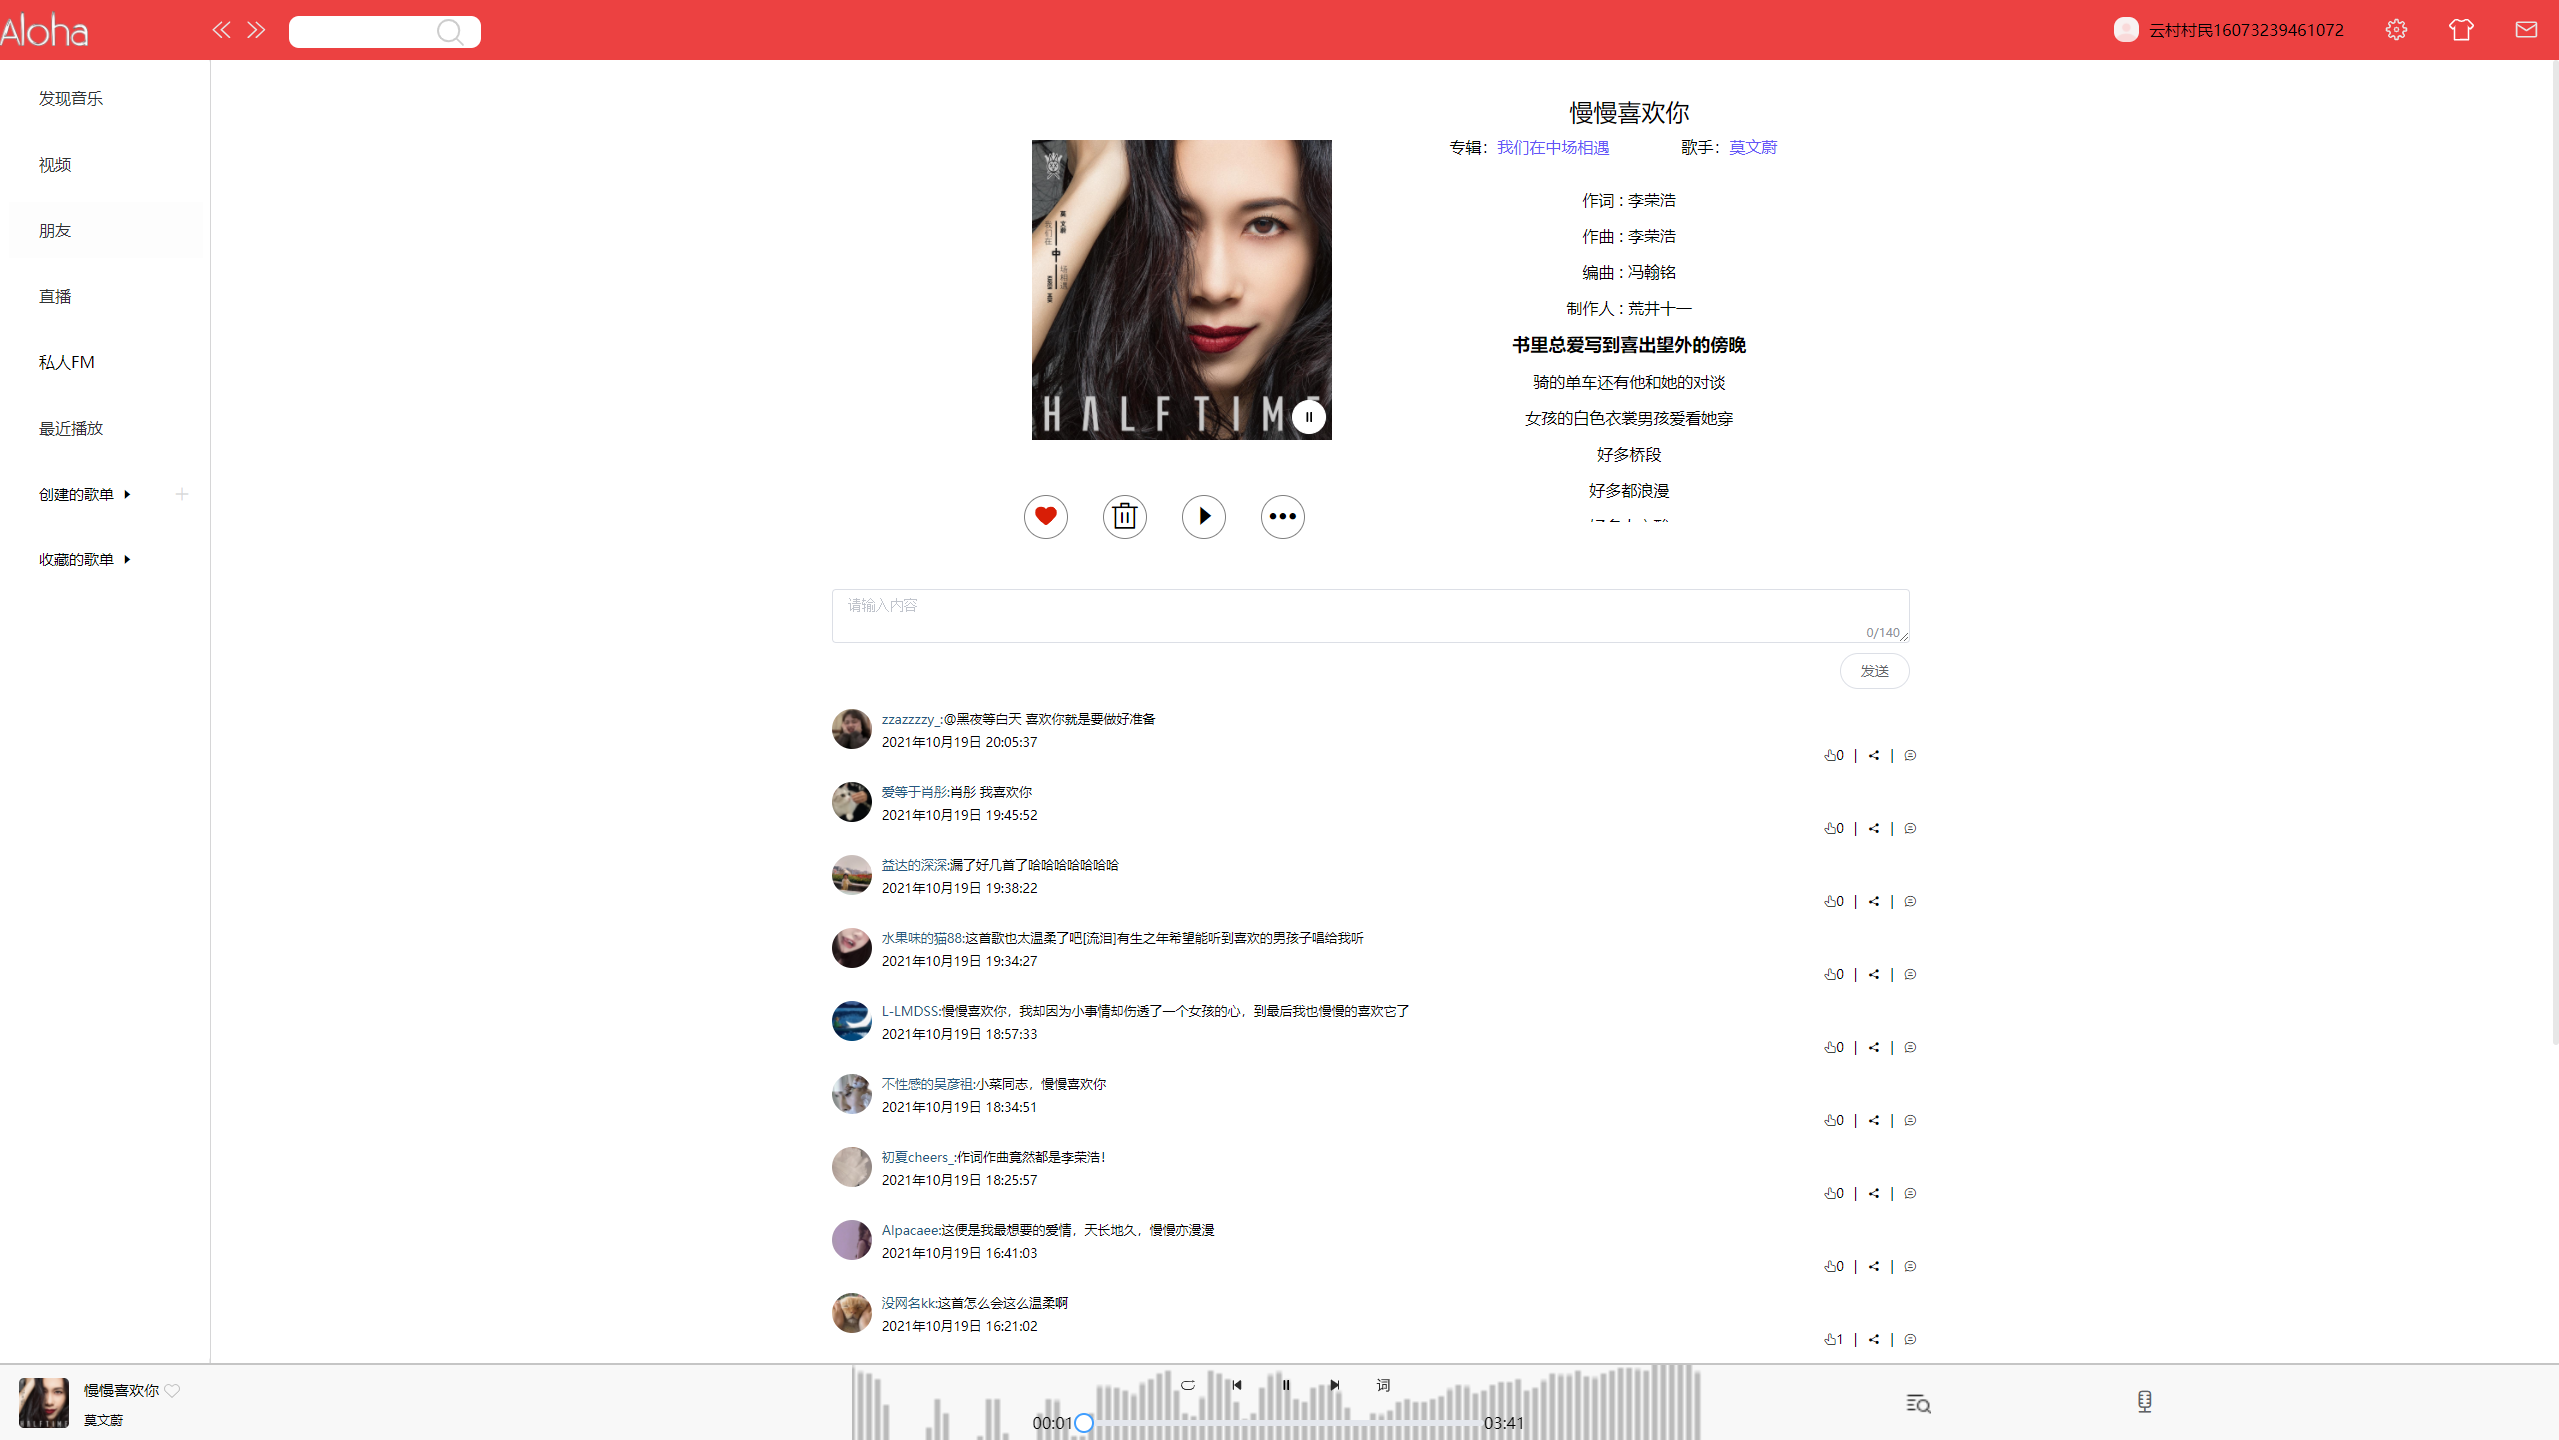 Aloha
云村村民16073239461072
发现音乐
视频
朋友
直播
私人FM
最近播放
创建的歌单
收藏的歌单
慢慢喜欢你
专辑：我们在中场相遇 歌手：莫文蔚
作词 : 李荣浩
作曲 : 李荣浩
编曲 : 冯翰铭
制作人 : 荒井十一
书里总爱写到喜出望外的傍晚
骑的单车还有他和她的对谈
女孩的白色衣裳男孩爱看她穿
好多桥段
好多都浪漫
HALFTIME
请输入内容
0/140
发送
zzazzzzy_:@黑夜等白天 喜欢你就是要做好准备
2021年10月19日 20:05:37
0 | |
爱等于肖彤:肖彤 我喜欢你
2021年10月19日 19:45:52
0 | |
益达的深深:漏了好几首了哈哈哈哈哈哈哈
2021年10月19日 19:38:22
0 | |
水果味的猫88:这首歌也太温柔了吧[流泪]有生之年希望能听到喜欢的男孩子唱给我听
2021年10月19日 19:34:27
0 | |
L-LMDSS:慢慢喜欢你，我却因为小事情却伤透了一个女孩的心，到最后我也慢慢的喜欢它了
2021年10月19日 18:57:33
0 | |
不性感的吴彦祖:小菜同志，慢慢喜欢你
2021年10月19日 18:34:51
0 | |
初夏cheers_:作词作曲竟然都是李荣浩！
2021年10月19日 18:25:57
0 | |
Alpacaee:这便是我最想要的爱情，天长地久，慢慢亦漫漫
2021年10月19日 16:41:03
0 | |
没网名kk:这首怎么会这么温柔啊
2021年10月19日 16:21:02
1 | |
慢慢喜欢你
莫文蔚
词
00:01
03:41